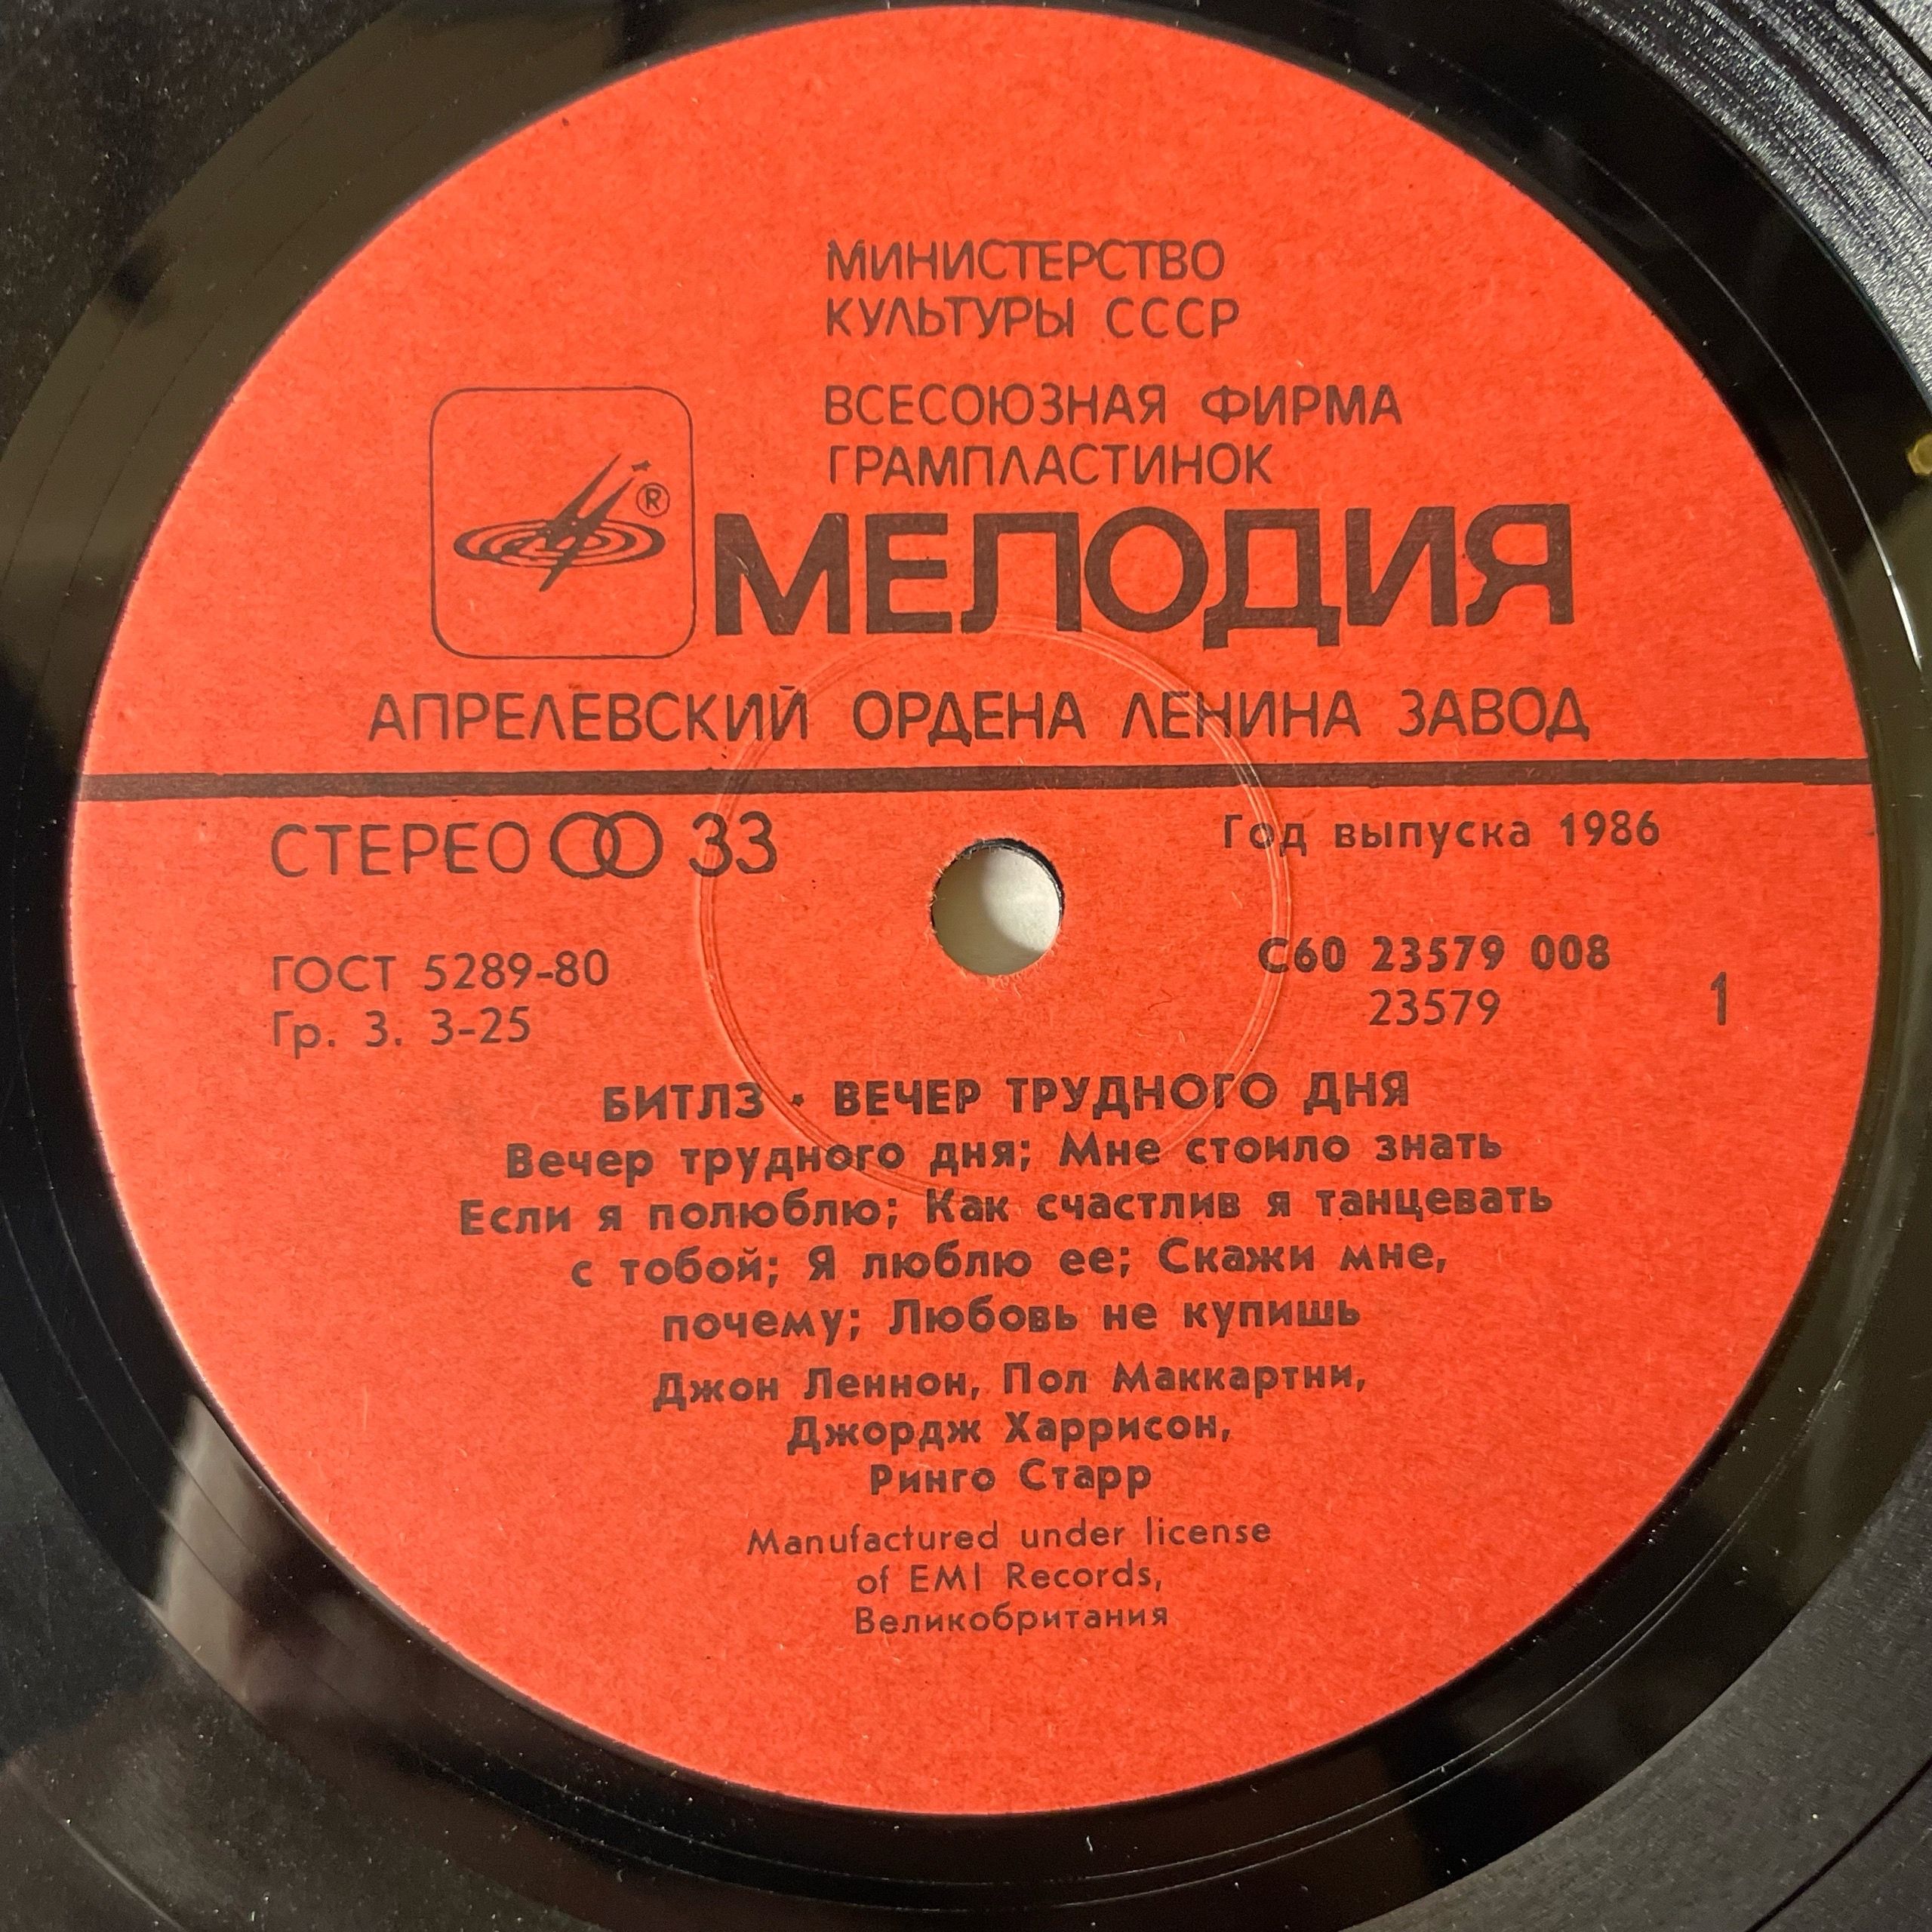 МИНИСТЕРСТВО
КУЛЬТУРЫ СССР
ВСЕСОЮЗНАЯ ФИРМА
ГРАМПЛАСТИНОК
®
МЕЛОДИЯ
АПРЕЛЕВСКИЙ ОРДЕНА ЛЕНИНА ЗАВОД
СТЕРЕО 33
Год выпуска 1986
ГОСТ 5289-80
Гр. 3. 3-25
С60 23579 008
23579
1
БИТЛЗ · ВЕЧЕР ТРУДНОГО ДНЯ
Вечер трудного дня; Мне стоило знать
Если я полюблю; Как счастлив я танцевать
с тобой; Я люблю ее; Скажи мне,
почему; Любовь не купишь
Джон Леннон, Пол Маккартни,
Джордж Харрисон,
Ринго Старр
Manufactured under license
of EMI Records,
Великобритания